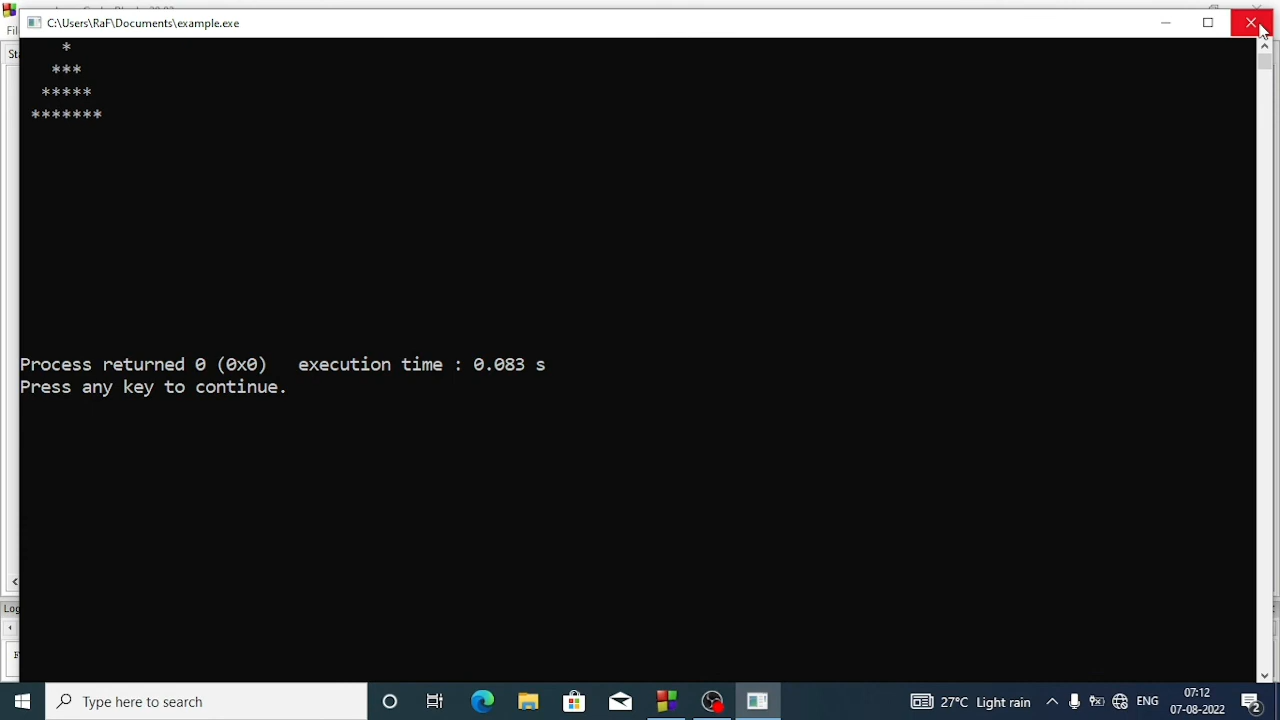 C:\Users\RaF\Documents\example.exe
*
***
*****
*******
Process returned 0 (0x0)   execution time : 0.083 s
Press any key to continue.
Type here to search
27°C Light rain
ENG
07:12
07-08-2022
2